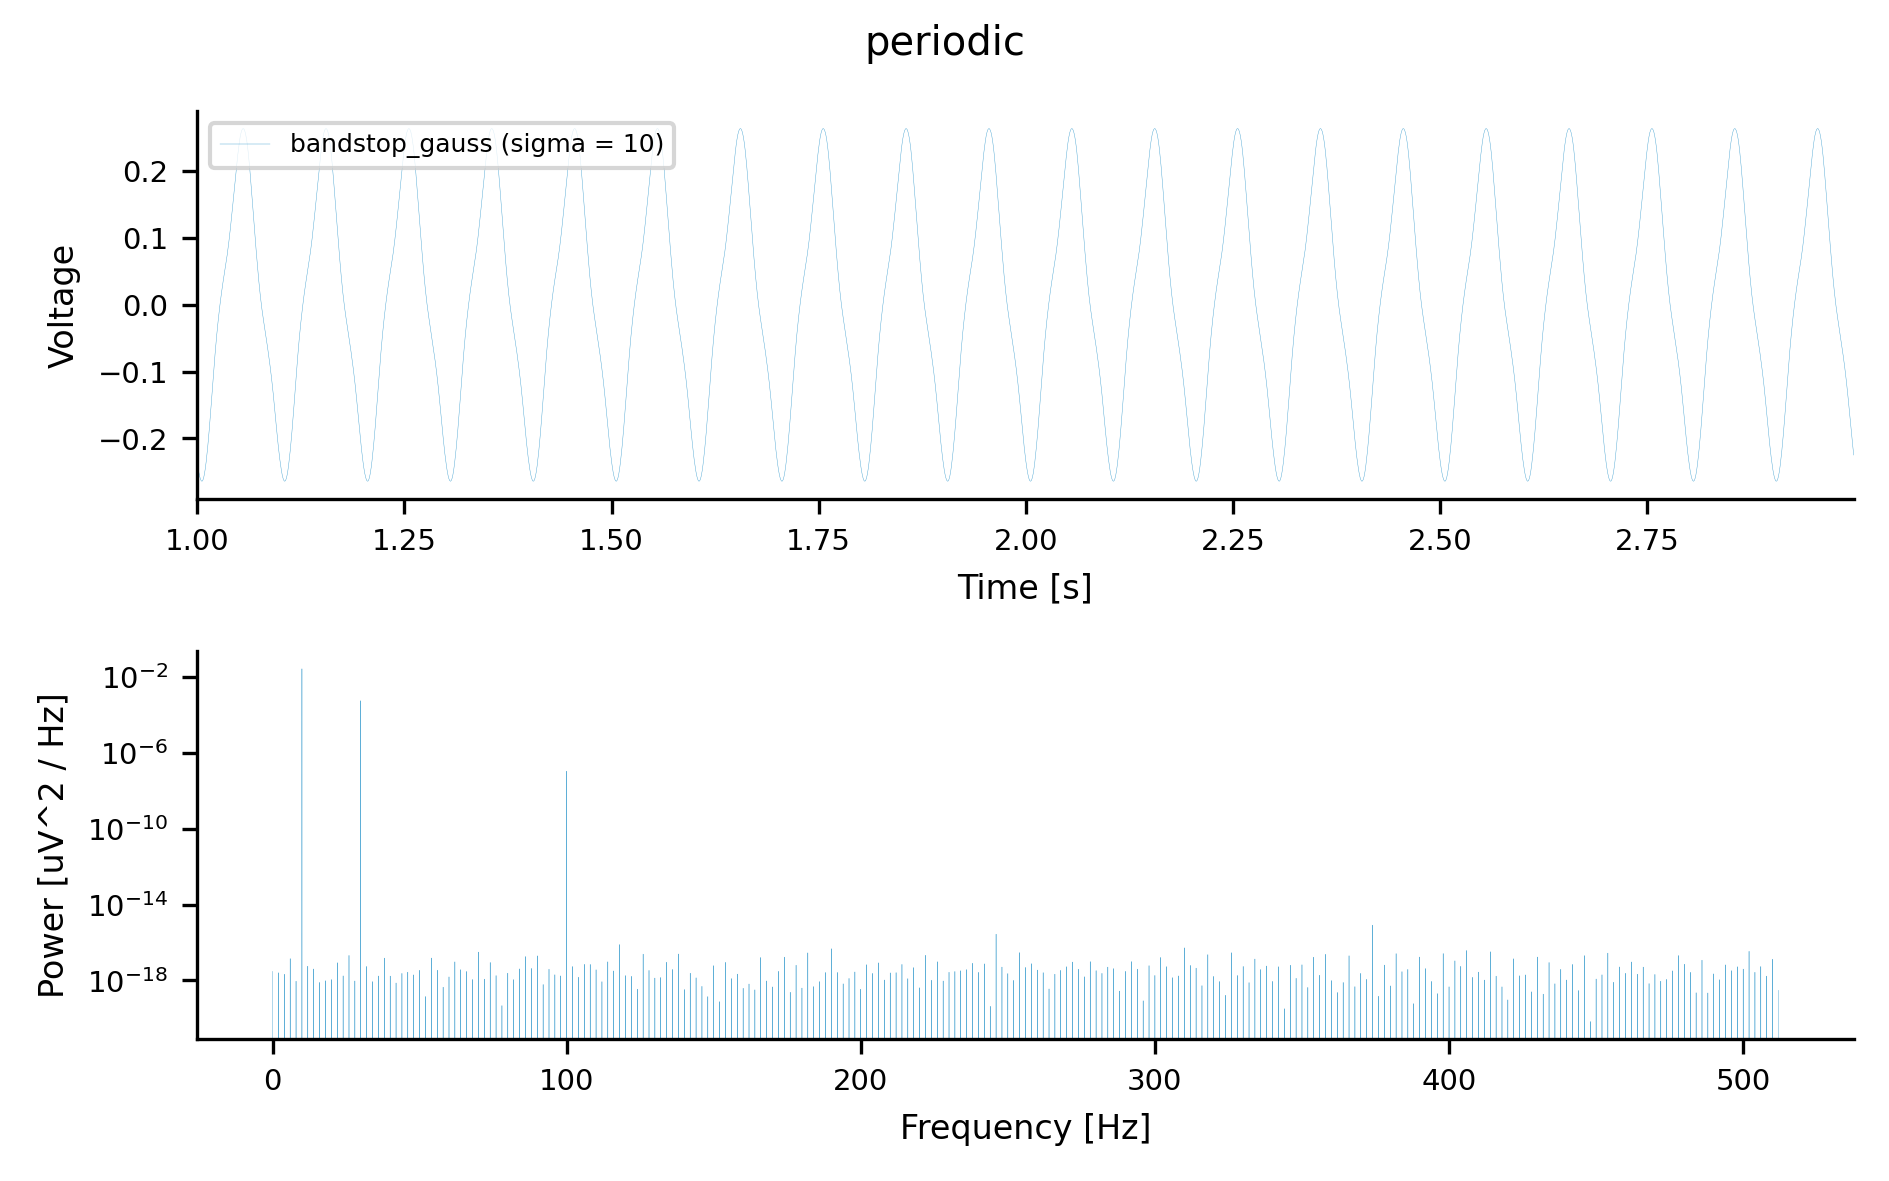 periodic
bandstop_gauss (sigma = 10)
Voltage
0.2
0.1
0.0
−0.1
−0.2
1.00 1.25 1.50 1.75 2.00 2.25 2.50 2.75
Time [s]
Power [uV^2 / Hz]
10⁻²
10⁻⁶
10⁻¹⁰
10⁻¹⁴
10⁻¹⁸
0 100 200 300 400 500
Frequency [Hz]